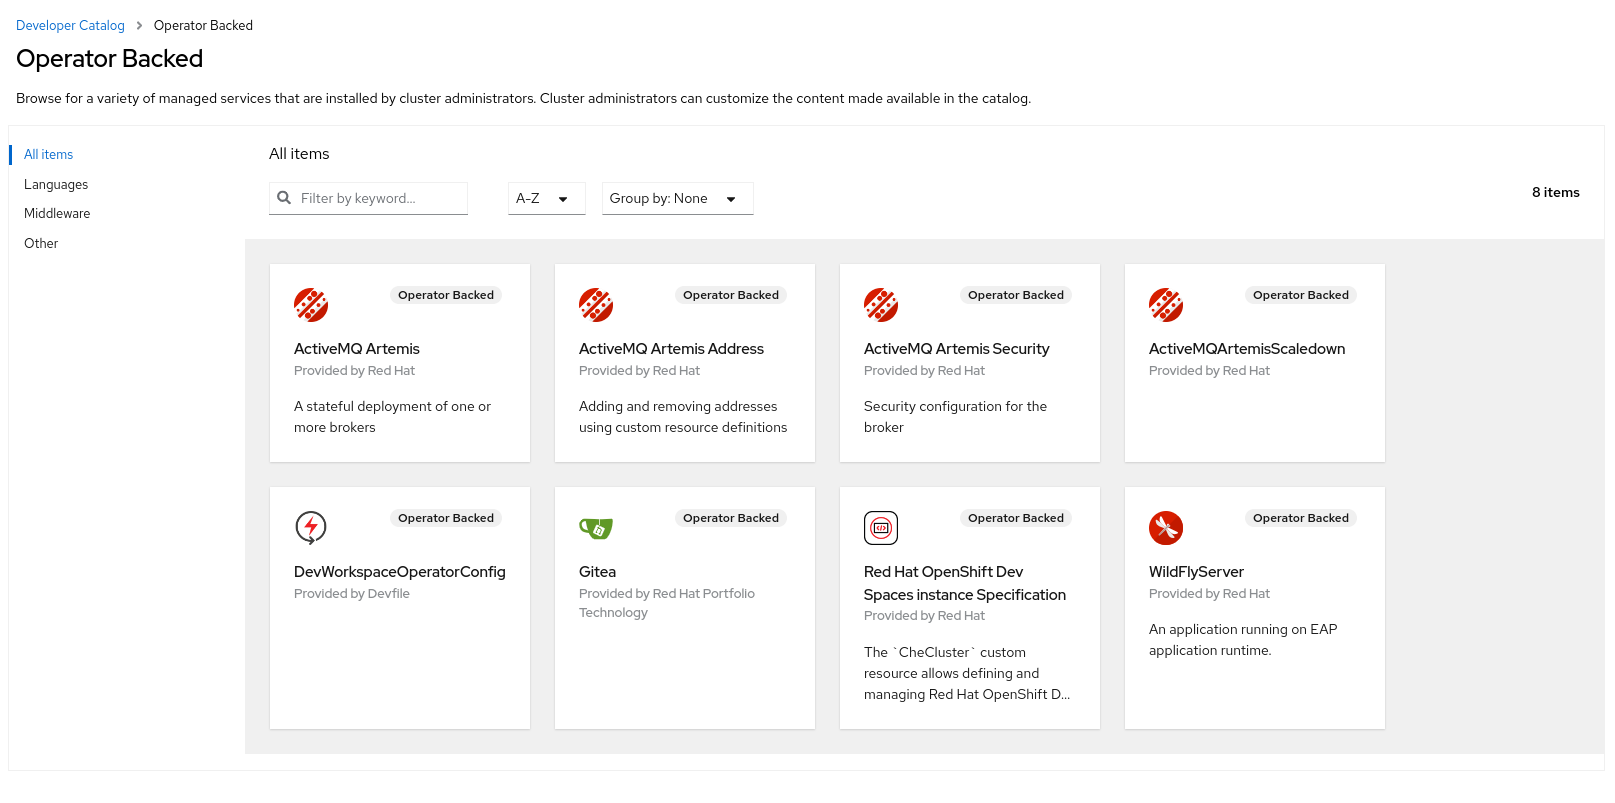 Developer Catalog > Operator Backed
Operator Backed
Browse for a variety of managed services that are installed by cluster administrators. Cluster administrators can customize the content made available in the catalog.
All items
Languages
Middleware
Other
All items
Filter by keyword...
A-Z
Group by: None
8 items
Operator Backed
ActiveMQ Artemis
Provided by Red Hat
A stateful deployment of one or
more brokers
Operator Backed
ActiveMQ Artemis Address
Provided by Red Hat
Adding and removing addresses
using custom resource definitions
Operator Backed
ActiveMQ Artemis Security
Provided by Red Hat
Security configuration for the
broker
Operator Backed
ActiveMQArtemisScaledown
Provided by Red Hat
Operator Backed
DevWorkspaceOperatorConfig
Provided by Devfile
Operator Backed
Gitea
Provided by Red Hat Portfolio
Technology
Operator Backed
Red Hat OpenShift Dev
Spaces instance Specification
Provided by Red Hat
The `CheCluster` custom
resource allows defining and
managing Red Hat OpenShift D...
Operator Backed
WildFlyServer
Provided by Red Hat
An application running on EAP
application runtime.